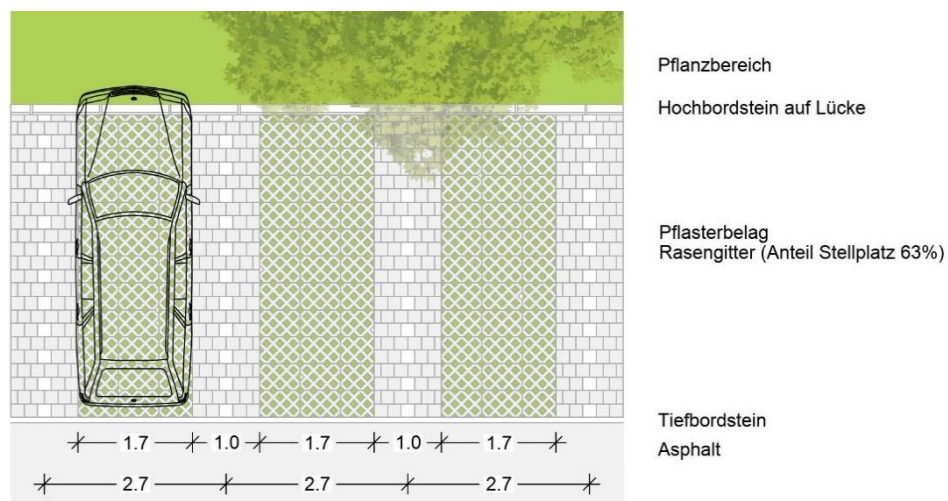 Pflanzbereich
Hochbordstein auf Lücke
Pflasterbelag
Rasengitter (Anteil Stellplatz 63%)
Tiefbordstein
Asphalt
1.7 1.0 1.7 1.0 1.7
2.7 2.7 2.7